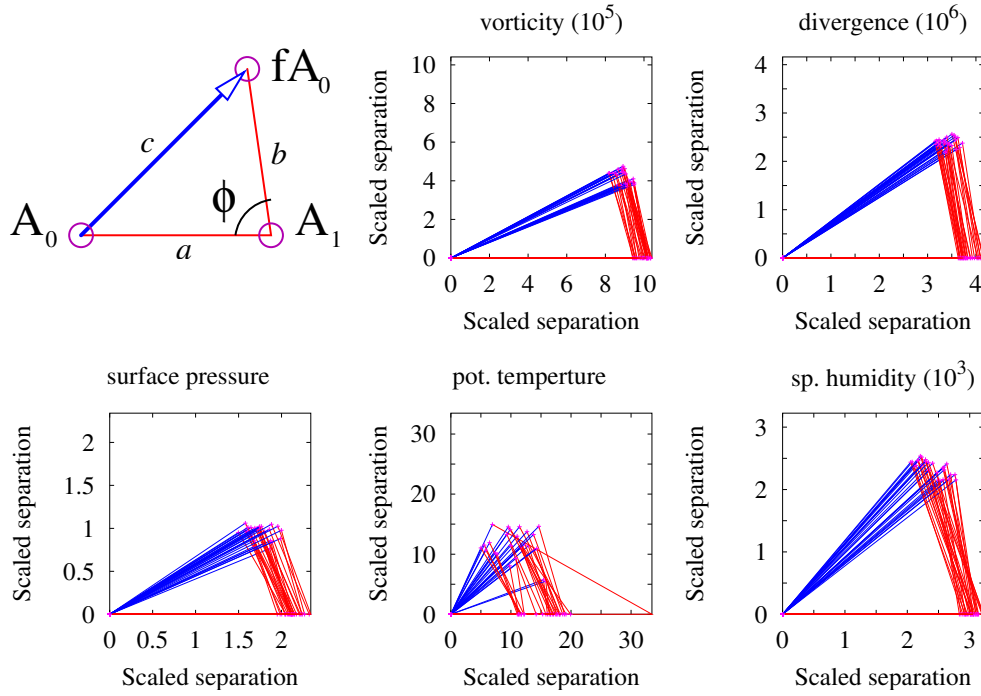 fA0
c
b
ϕ
A0
A1
a
vorticity (10^5)
Scaled separation
10
8
6
4
2
0
0 2 4 6 8 10
Scaled separation
divergence (10^6)
Scaled separation
4
3
2
1
0
0 1 2 3 4
Scaled separation
surface pressure
Scaled separation
2
1.5
1
0.5
0
0 0.5 1 1.5 2
Scaled separation
pot. temperture
Scaled separation
30
20
10
0
0 10 20 30
Scaled separation
sp. humidity (10^3)
Scaled separation
3
2
1
0
0 1 2 3
Scaled separation